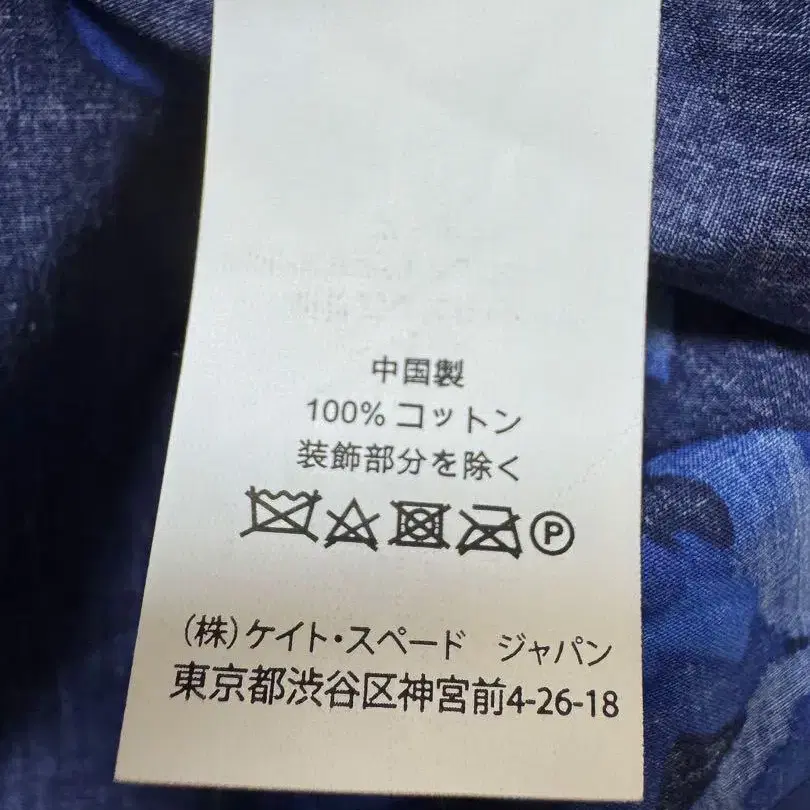 中国製
100% コットン
装飾部分を除く
P
(株)ケイト・スペード ジャパン
東京都渋谷区神宮前4-26-18